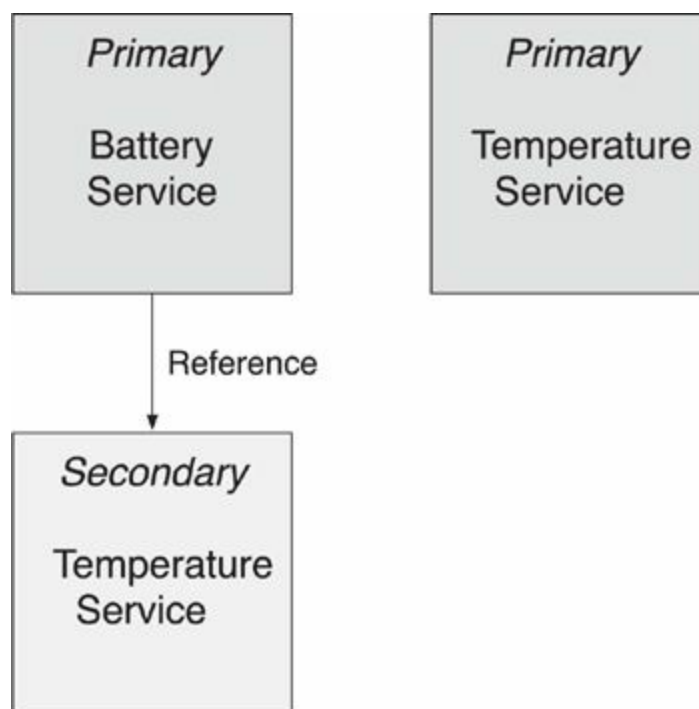 Primary
Battery
Service
Primary
Temperature
Service
Reference
Secondary
Temperature
Service